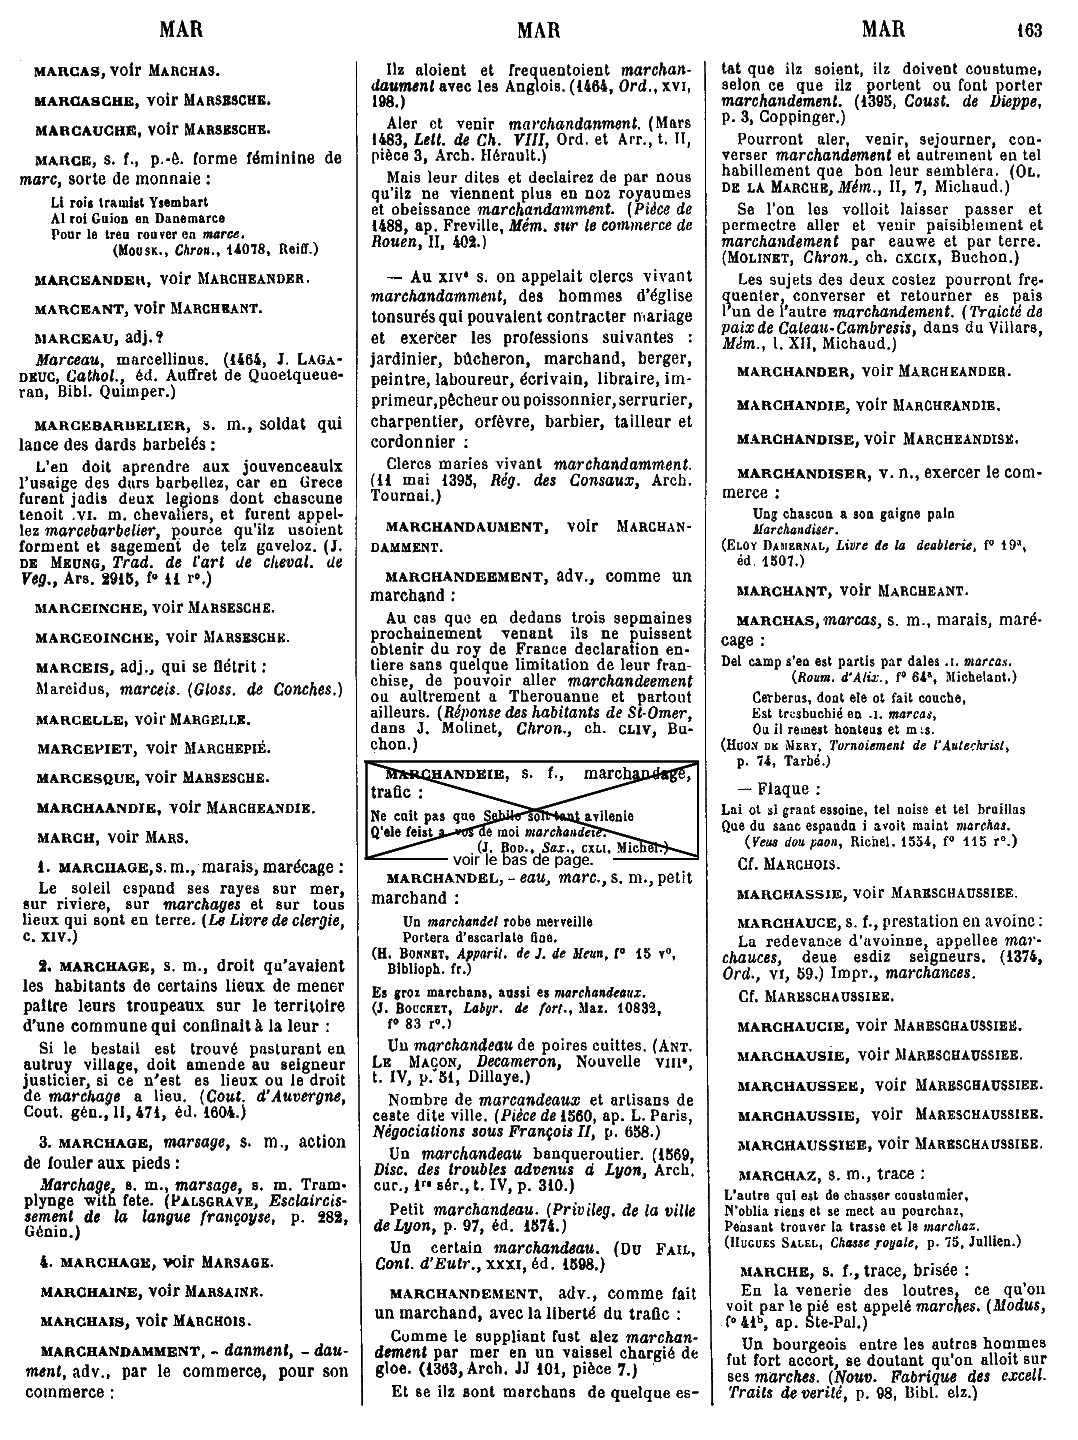 MAR
MAR
MAR
163
MARCAS, voir MARCHAS.
MARCASCHE, voir MARSESCHE.
MARCAUCHE, voir MARSESCHE.
MARCE, s. f., p.-ê. forme féminine de
marc, sorte de monnaie :
Li rois tramist Ysembart
Al roi Guion en Danemarce
Pour le treu rouver en marce.
(MOUSK., Chron., 14078, Reiff.)
MARCEANDER, voir MARCHEANDER.
MARCEANT, voir MARCHEANT.
MARCEAU, adj.?
Marceau, marcellinus. (1464, J. LAGA-
DEUC, Cathol., éd. Auffret de Quoetqueue-
ran, Bibl. Quimper.)
MARCEBARBELIER, s. m., soldat qui
lance des dards barbelés :
L'en doit aprendre aux jouvenceaulx
l'usaige des dars barbellez, car en Grece
furent jadis deux legions dont chascune
tenoit .VI. m. chevaliers, et furent appel-
lez marcebarbelier, pource qu'ilz usoient
forment et sagement de telz gaveloz. (J.
DE MEUNG, Trad. de l'art de cheval. de
Veg., Ars. 2915, f° 11 r°.)
MARCEINCHE, voir MARSESCHE.
MARCEOINCHE, voir MARSESCHE.
MARCEIS, adj., qui se flétrit :
Marcidus, marceis. (Gloss. de Conches.)
MARCELLE, voir MARGELLE.
MARCEPIET, voir MARCHEPIÉ.
MARCESQUE, voir MARSESCHE.
MARCHAANDIE, voir MARCHEANDIE.
MARCH, voir MARS.
1. MARCHAGE, s. m., marais, marécage :
Le soleil espand ses rayes sur mer,
sur riviere, sur marchages et sur tous
lieux qui sont en terre. (Le Livre de clergie,
c. XIV.)
2. MARCHAGE, s. m., droit qu'avaient
les habitants de certains lieux de mener
paître leurs troupeaux sur le territoire
d'une commune qui confinait à la leur :
Si le bestail est trouvé pasturant en
autruy village, doit amende au seigneur
justicier, si ce n'est es lieux ou le droit
de marchage a lieu. (Cout. d'Auvergne,
Cout. gén., II, 471, éd. 1604.)
3. MARCHAGE, marsage, s. m., action
de fouler aux pieds :
Marchage, s. m., marsage, s. m. Tram-
plynge with fete. (PALSGRAVE, Esclaircis-
sement de la langue françoyse, p. 282,
Génin.)
4. MARCHAGE, voir MARSAGE.
MARCHAINE, voir MARSAINE.
MARCHAIS, voir MARCHOIS.
MARCHANDAMMENT, - danment, - dau-
ment, adv., par le commerce, pour son
commerce :
Ilz aloient et frequentoient marchan-
daument avec les Anglois. (1464, Ord., XVI,
198.)
Aler et venir marchandanment. (Mars
1483, Lett. de Ch. VIII, Ord. et Arr., t. II,
pièce 3, Arch. Hérault.)
Mais leur dites et declairez de par nous
qu'ilz ne viennent plus en noz royaumes
et obeissance marchandamment. (Pièce de
1488, ap. Freville, Mém. sur le commerce de
Rouen, II, 402.)
— Au XIVe s. on appelait clercs vivant
marchandamment, des hommes d'église
tonsurés qui pouvaient contracter mariage
et exercer les professions suivantes :
jardinier, bûcheron, marchand, berger,
peintre, laboureur, écrivain, libraire, im-
primeur, pêcheur ou poissonnier, serrurier,
charpentier, orfèvre, barbier, tailleur et
cordonnier :
Clercs maries vivant marchandamment.
(11 mai 1395, Rég. des Consaux, Arch.
Tournai.)
MARCHANDAUMENT, voir MARCHAN-
DAMMENT.
MARCHANDEEMENT, adv., comme un
marchand :
Au cas que en dedans trois sepmaines
prochainement venant ils ne puissent
obtenir du roy de France declaration en-
tiere sans quelque limitation de leur fran-
chise, de pouvoir aller marchandeement
ou aultrement a Therouanne et partout
ailleurs. (Réponse des habitants de St-Omer,
dans J. Molinet, Chron., ch. CLIV, Bu-
chon.)
MARCHANDEIE, s. f., marchandage,
trafic :
Ne cuit pas que Sebile soit tant avilenie
Q'ele feist a vos de moi marchandeie.
(J. BOD., Sax., CXLI, Michel.)
voir le bas de page.
MARCHANDEL, - eau, marc., s. m., petit
marchand :
Un marchandel robe merveille
Portera d'escarlate fine.
(H. BONNET, Apparit. de J. de Meun, f° 15 v°,
Biblioph. fr.)
Es groz marchans, aussi es marchandeaux.
(J. BOUCHET, Labyr. de fort., Maz. 10832,
f° 83 r°.)
Un marchandeau de poires cuittes. (ANT.
LE MAÇON, Decameron, Nouvelle VIIIe,
t. IV, p. 51, Dillaye.)
Nombre de marcandeaux et artisans de
ceste dite ville. (Pièce de 1560, ap. L. Paris,
Négociations sous François II, p. 658.)
Un marchandeau banqueroutier. (1569,
Disc. des troubles advenus à Lyon, Arch.
cur., 1re sér., t. IV, p. 310.)
Petit marchandeau. (Privileg. de la ville
de Lyon, p. 97, éd. 1574.)
Un certain marchandeau. (DU FAIL,
Cont. d'Eutr., XXXI, éd. 1598.)
MARCHANDEMENT, adv., comme fait
un marchand, avec la liberté du trafic :
Comme le suppliant fust alez marchan-
dement par mer en un vaissel chargié de
gloe. (1363, Arch. JJ 101, pièce 7.)
Et se ilz sont marchans de quelque es-
tat que ilz soient, ilz doivent coustume,
selon ce que ilz portent ou font porter
marchandement. (1395, Coust. de Dieppe,
p. 3, Coppinger.)
Pourront aler, venir, sejourner, con-
verser marchandement et autrement en tel
habillement que bon leur semblera. (OL.
DE LA MARCHE, Mém., II, 7, Michaud.)
Se l'on les volloit laisser passer et
permectre aller et venir paisiblement et
marchandement par eauwe et par terre.
(MOLINET, Chron., ch. CXCIX, Buchon.)
Les sujets des deux costez pourront fre-
quenter, converser et retourner es pais
l'un de l'autre marchandement. (Traicté de
paix de Cateau-Cambresis, dans du Villars,
Mém., l. XII, Michaud.)
MARCHANDER, voir MARCHEANDER.
MARCHANDIE, voir MARCHEANDIE.
MARCHANDISE, voir MARCHEANDISE.
MARCHANDISER, v. n., exercer le com-
merce :
Ung chascun a son gaigne pain
Marchandiser.
(ELOY DAMERNAL, Livre de la deablerie, f° 19a,
éd. 1507.)
MARCHANT, voir MARCHEANT.
MARCHAS, marcas, s. m., marais, maré-
cage :
Del camp s'en est partis par dales .I. marcas.
(Roum. d'Alix., f° 64a, Michelant.)
Cerberus, dont ele ot fait couche,
Est tresbuchié en .I. marcas,
Ou il remest honteus et mas.
(HUON DE MERY, Tornoiement de l'Antechrist,
p. 74, Tarbé.)
— Flaque :
Lai ot si grant essoine, tel noise et tel bruillas
Que du sanc espandu i avoit maint marchas.
(Veus dou paon, Richel. 1554, f° 115 r°.)
Cf. MARCHOIS.
MARCHASSIE, voir MARESCHAUSSIEE.
MARCHAUCE, s. f., prestation en avoine :
La redevance d'avoinne, appellee mar-
chauces, deue esdiz seigneurs. (1374,
Ord., VI, 59.) Impr., marchances.
Cf. MARESCHAUSSIEE.
MARCHAUCIE, voir MARESCHAUSSIEE.
MARCHAUSIE, voir MARESCHAUSSIEE.
MARCHAUSSEE, voir MARESCHAUSSIEE.
MARCHAUSSIE, voir MARESCHAUSSIEE.
MARCHAUSSIEE, voir MARESCHAUSSIEE.
MARCHAZ, s. m., trace :
L'autre qui est de chasser coustumier,
N'oblia riens et se mect au pourchaz,
Pensant trouver la trasse et le marchaz.
(HUGUES SALEL, Chasse royale, p. 75, Jullien.)
MARCHE, s. f., trace, brisée :
En la venerie des loutres, ce qu'on
voit par le pié est appelé marches. (Modus,
f° 41b, ap. Ste-Pal.)
Un bourgeois entre les autres hommes
fut fort accort, se doutant qu'on alloit sur
ses marches. (Nouv. Fabrique des excell.
Traits de verité, p. 98, Bibl. elz.)